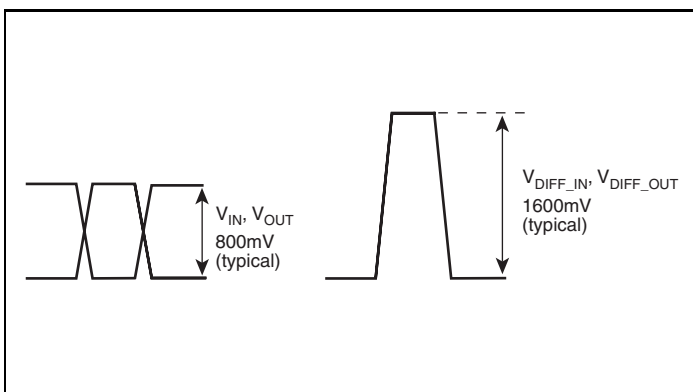 V_IN, V_OUT
800mV
(typical)
V_DIFF_IN, V_DIFF_OUT
1600mV
(typical)